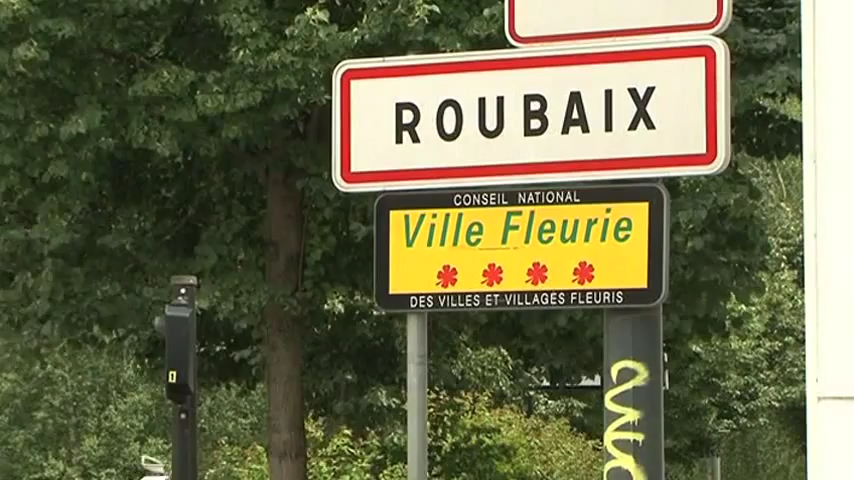 ROUBAIX
CONSEIL NATIONAL
Ville Fleurie
DES VILLES ET VILLAGES FLEURIS